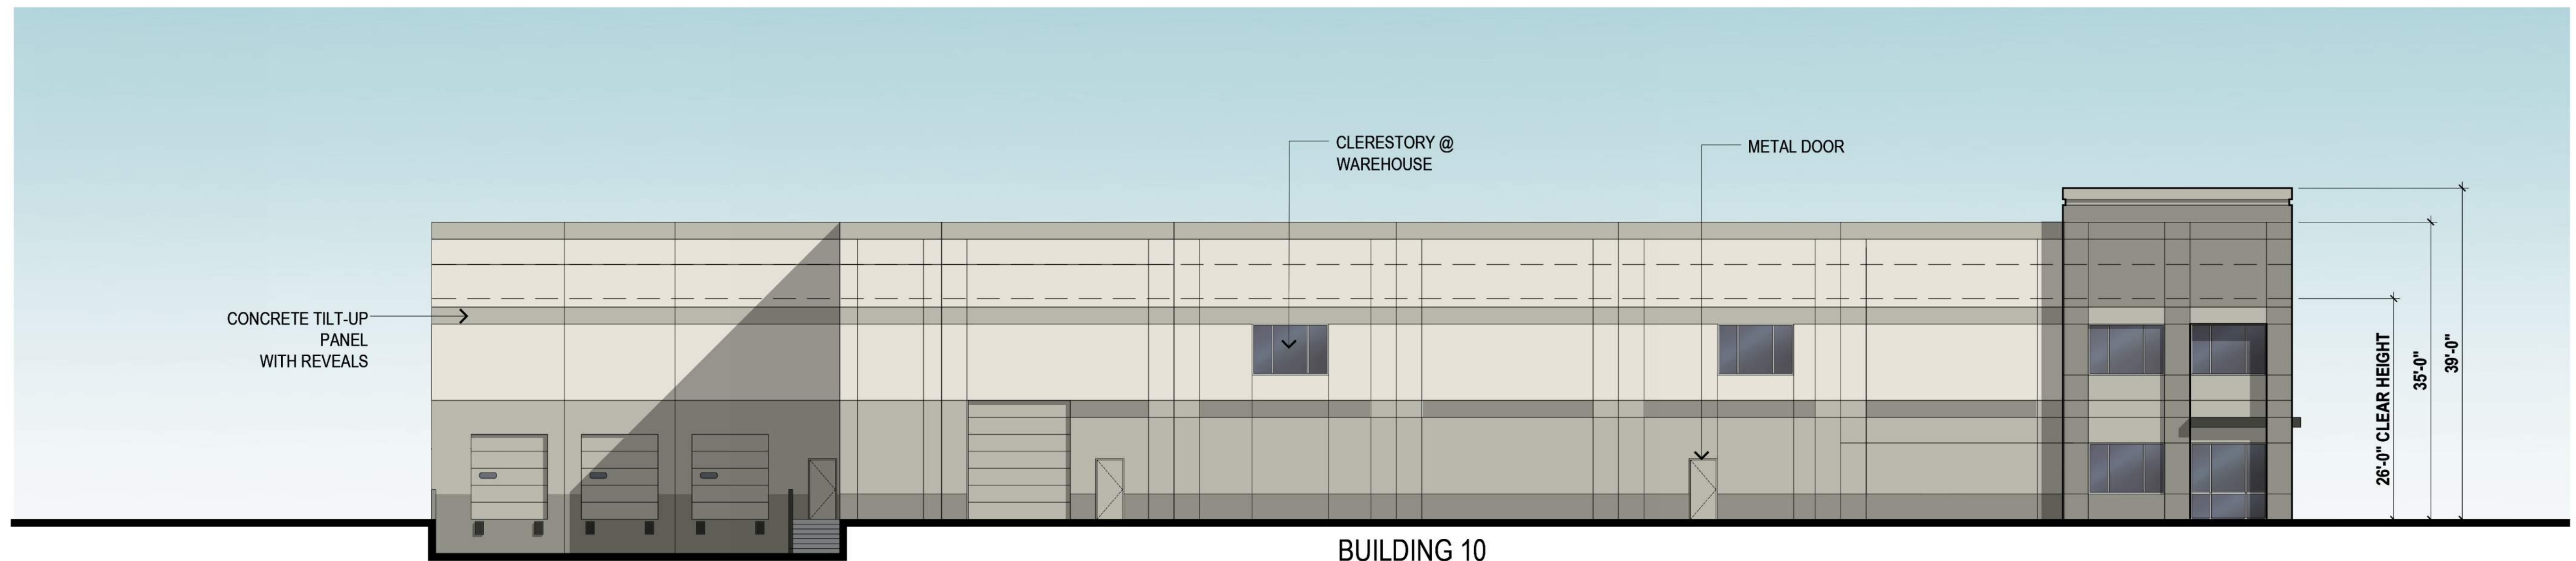 CLERESTORY @
WAREHOUSE
METAL DOOR
CONCRETE TILT-UP
PANEL
WITH REVEALS
26'-0" CLEAR HEIGHT
35'-0"
39'-0"
BUILDING 10